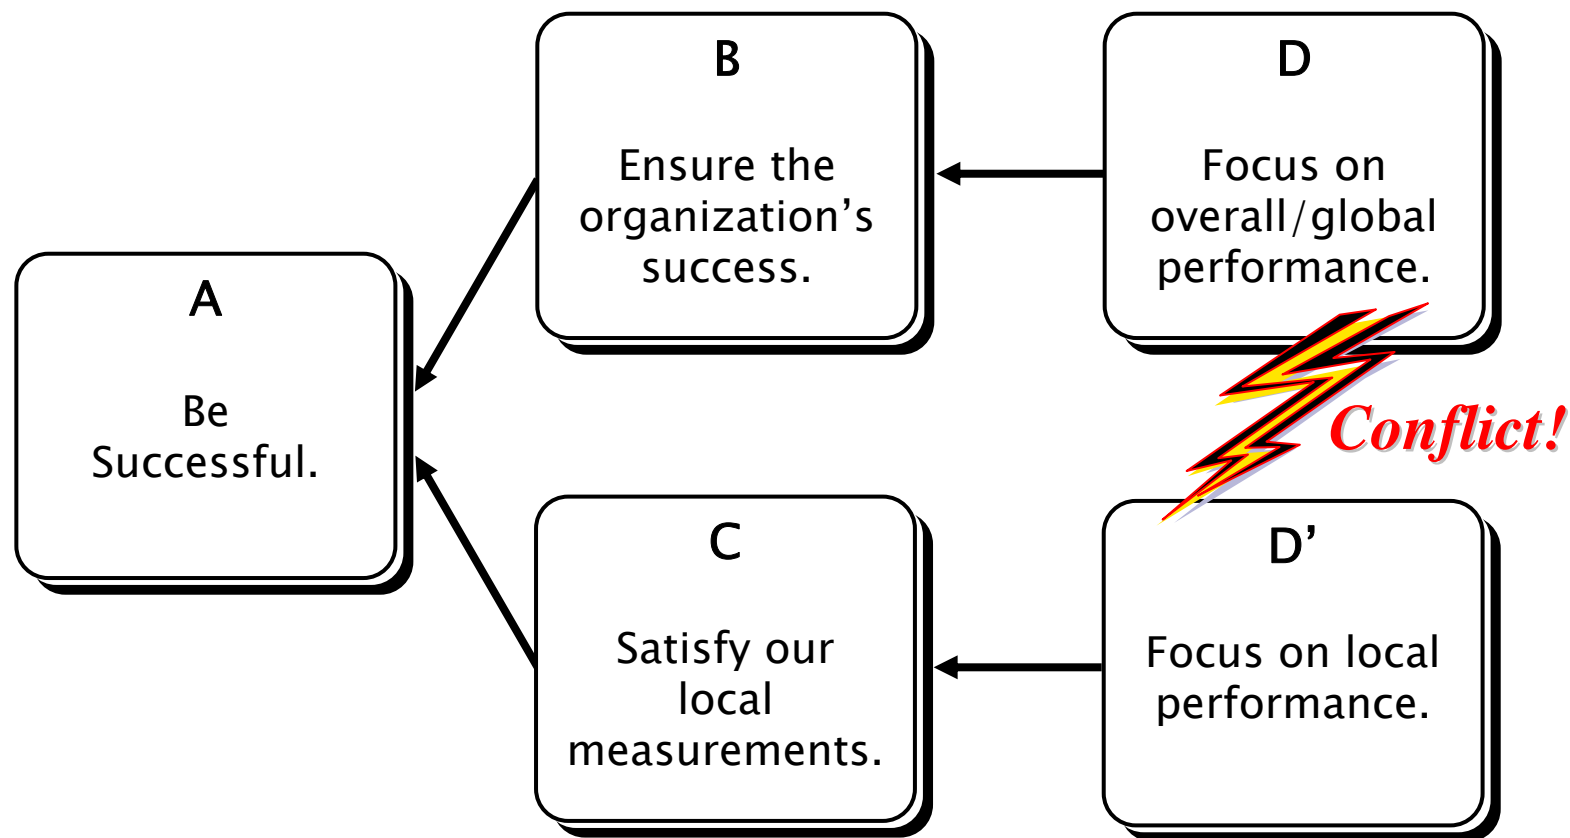 A
Be
Successful.
B
Ensure the
organization’s
success.
D
Focus on
overall/global
performance.
Conflict!
C
Satisfy our
local
measurements.
D’
Focus on local
performance.